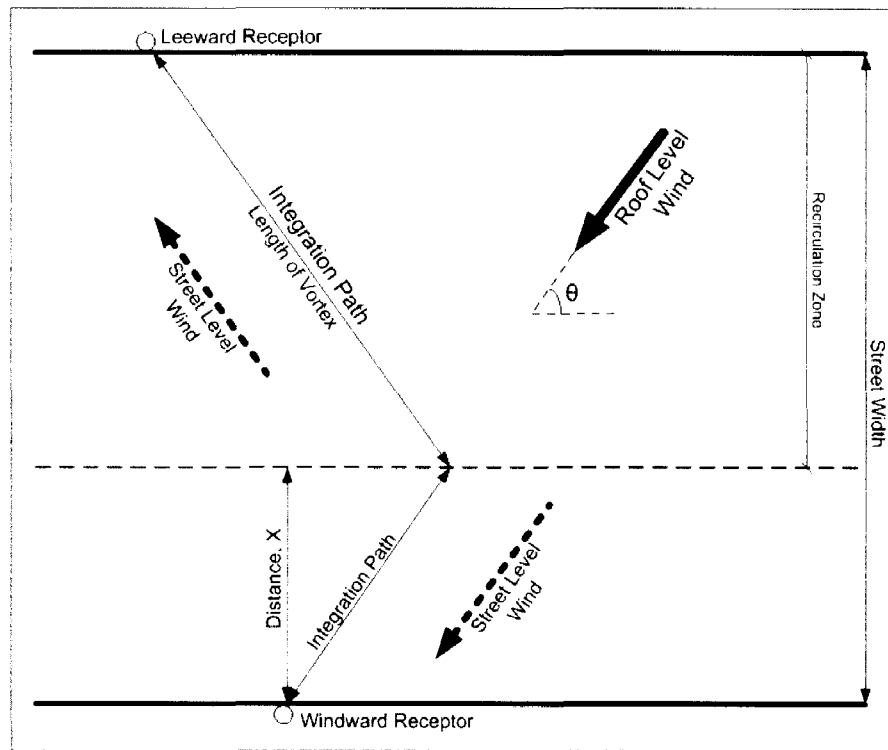 Leeward Receptor
Roof Level
Wind
Integration Path
Length of Vortex
Recirculation Zone
Street Level
Wind
θ
Street Width
Distance, X
Integration Path
Street Level
Wind
Windward Receptor